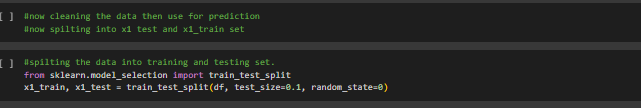 [ ] #now cleaning the data then use for prediction
#now spilting into x1 test and x1_train set
[ ] #spilting the data into training and testing set.
from sklearn.model_selection import train_test_split
x1_train, x1_test = train_test_split(df, test_size=0.1, random_state=0)